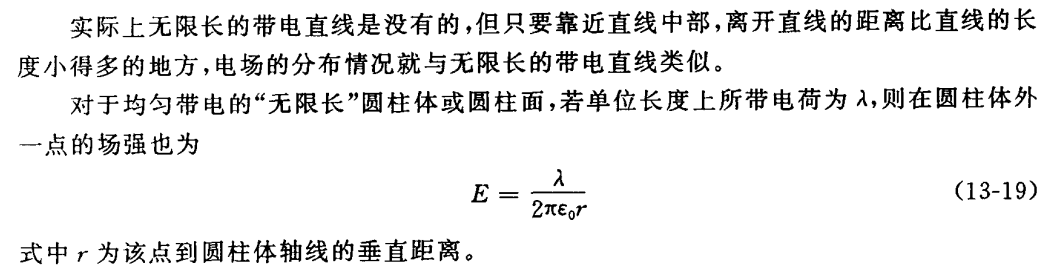 实际上无限长的带电直线是没有的,但只要靠近直线中部,离开直线的距离比直线的长
度小得多的地方,电场的分布情况就与无限长的带电直线类似。
对于均匀带电的“无限长”圆柱体或圆柱面,若单位长度上所带电荷为 λ,则在圆柱体外
一点的场强也为
E = λ / 2πε₀r (13-19)
式中 r 为该点到圆柱体轴线的垂直距离。